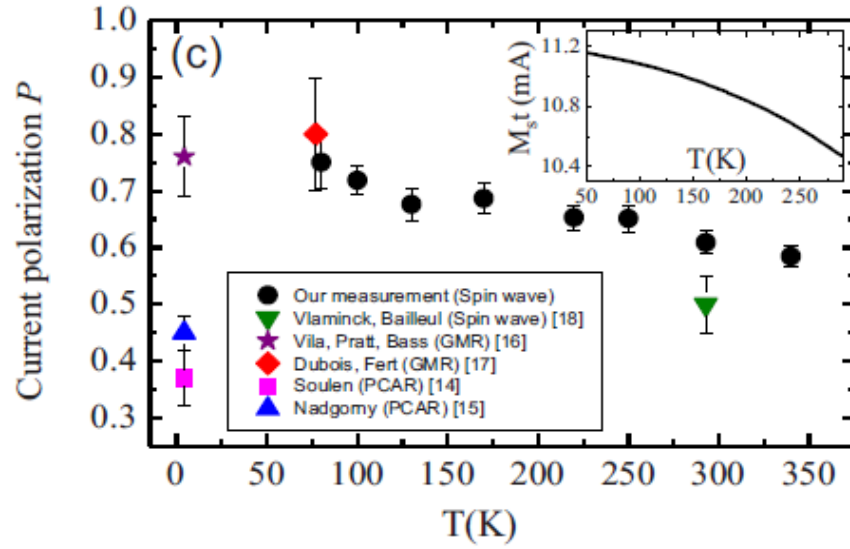 (c)
Current polarization P
1.0
0.9
0.8
0.7
0.6
0.5
0.4
0.3
0
50
100
150
200
250
300
350
T(K)
M_st (mA)
11.2
10.8
10.4
T(K)
50
100
150
200
250
Our measurement (Spin wave)
Vlaminck, Bailleul (Spin wave) [18]
Vila, Pratt, Bass (GMR) [16]
Dubois, Fert (GMR) [17]
Soulen (PCAR) [14]
Nadgorny (PCAR) [15]